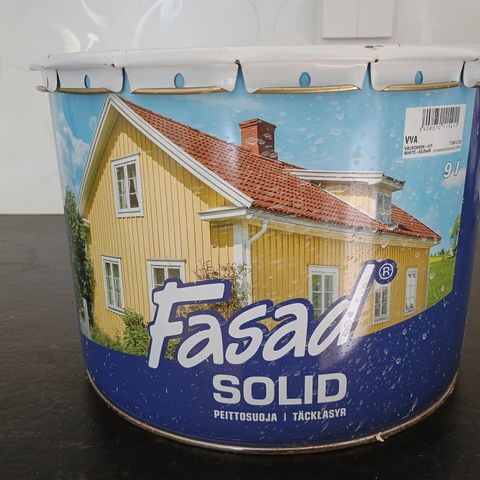 VVA
VALKOINEN - VIT
WHITE - БЕЛЫЙ
9 l
Fasad®
SOLID
PEITTOSUOJA | TÄCKLASYR